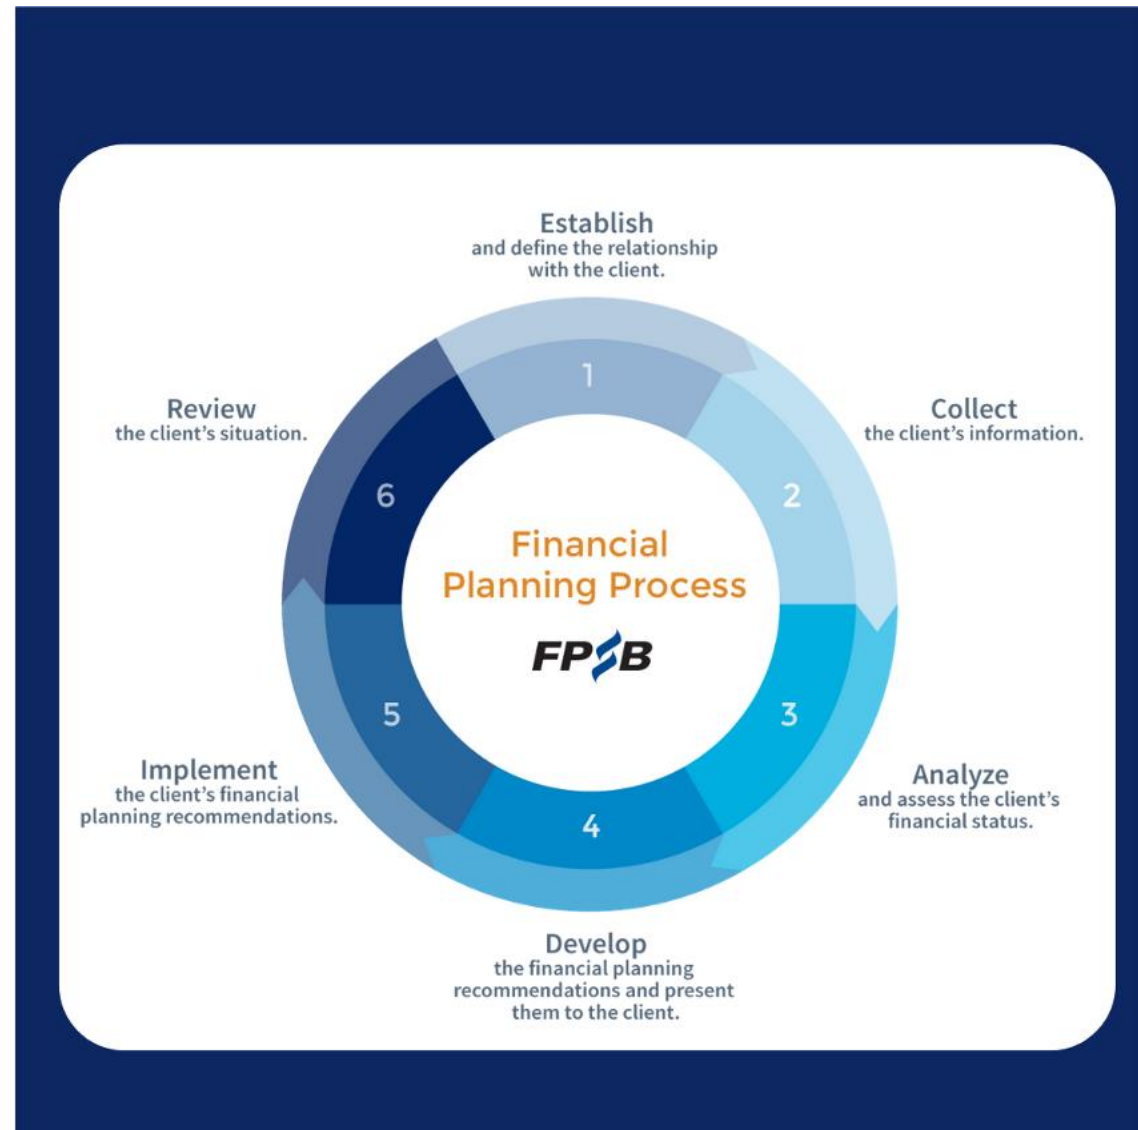 Establish
and define the relationship
with the client.
1
Collect
the client's information.
2
Analyze
and assess the client's
financial status.
3
Develop
the financial planning
recommendations and present
them to the client.
4
Implement
the client's financial
planning recommendations.
5
Review
the client's situation.
6
Financial
Planning Process
FPSB